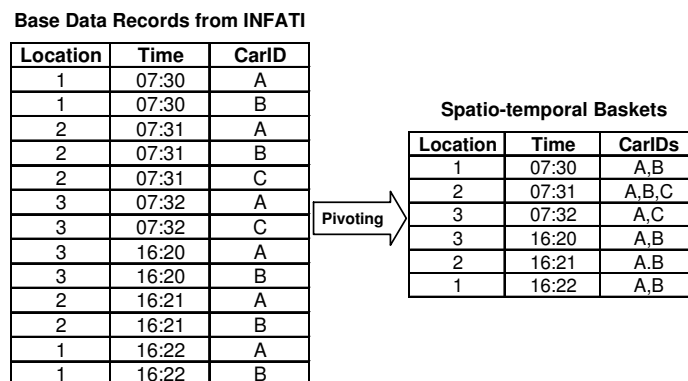 Base Data Records from INFATI
Location Time CarID
1 07:30 A
1 07:30 B
2 07:31 A
2 07:31 B
2 07:31 C
3 07:32 A
3 07:32 C
3 16:20 A
3 16:20 B
2 16:21 A
2 16:21 B
1 16:22 A
1 16:22 B
Pivoting
Spatio-temporal Baskets
Location Time CarIDs
1 07:30 A,B
2 07:31 A,B,C
3 07:32 A,C
3 16:20 A,B
2 16:21 A.B
1 16:22 A,B